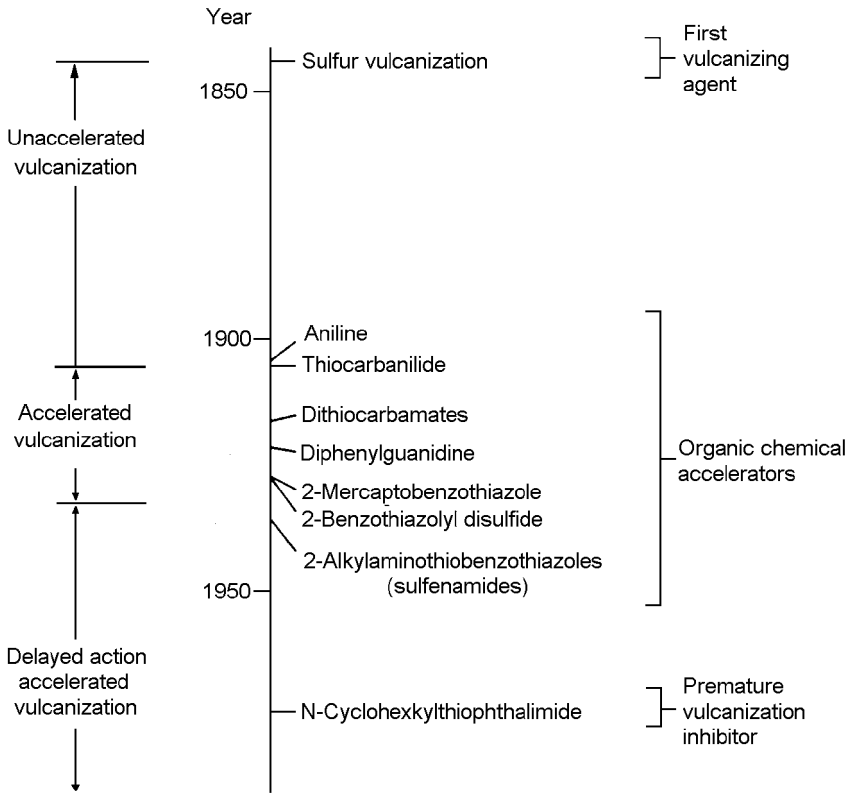 Year
Sulfur vulcanization
First
vulcanizing
agent
1850
Unaccelerated
vulcanization
1900
Aniline
Thiocarbanilide
Accelerated
vulcanization
Dithiocarbamates
Diphenylguanidine
2-Mercaptobenzothiazole
2-Benzothiazolyl disulfide
2-Alkylaminothiobenzothiazoles
(sulfenamides)
Organic chemical
accelerators
1950
Delayed action
accelerated
vulcanization
N-Cyclohexkylthiophthalimide
Premature
vulcanization
inhibitor